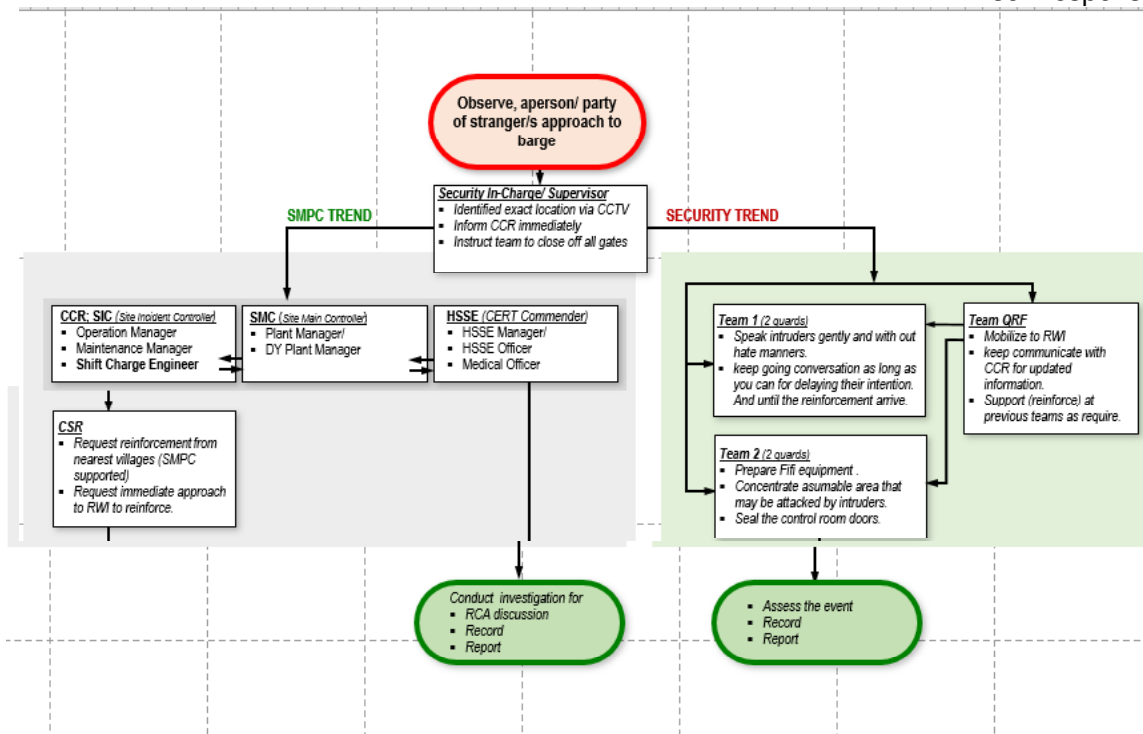 Observe, aperson/ party
of stranger/s approach to
barge
Security In-Charge/ Supervisor
▪ Identified exact location via CCTV
▪ Inform CCR immediately
▪ Instruct team to close off all gates
SMPC TREND
SECURITY TREND
CCR; SIC (Site Incident Controller)
▪ Operation Manager
▪ Maintenance Manager
▪ Shift Charge Engineer
SMC (Site Main Controller)
▪ Plant Manager/
▪ DY Plant Manager
HSSE (CERT Commander)
▪ HSSE Manager/
▪ HSSE Officer
▪ Medical Officer
CSR
▪ Request reinforcement from
nearest villages (SMPC
supported)
▪ Request immediate approach
to RWI to reinforce.
Team 1 (2 guards)
▪ Speak intruders gently and with out
hate manners.
▪ keep going conversation as long as
you can for delaying their intention.
And until the reinforcement arrive.
Team QRF
▪ Mobilize to RWI
▪ keep communicate with
CCR for updated
information.
▪ Support (reinforce) at
previous teams as require.
Team 2 (2 guards)
▪ Prepare Fifi equipment .
▪ Concentrate asumable area that
may be attacked by intruders.
▪ Seal the control room doors.
Conduct investigation for
▪ RCA discussion
▪ Record
▪ Report
▪ Assess the event
▪ Record
▪ Report